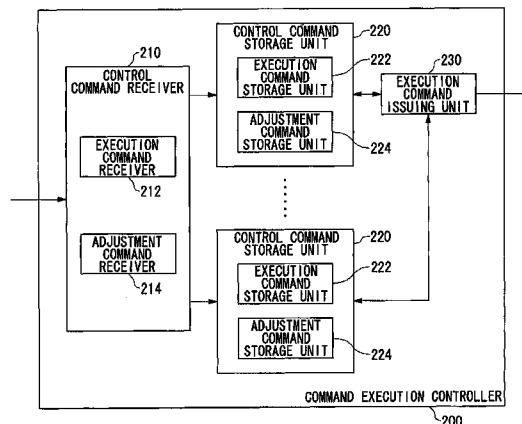 210
CONTROL
COMMAND RECEIVER
EXECUTION
COMMAND
RECEIVER
212
ADJUSTMENT
COMMAND
RECEIVER
214
CONTROL COMMAND
STORAGE UNIT
220
EXECUTION
COMMAND
STORAGE UNIT
222
ADJUSTMENT
COMMAND
STORAGE UNIT
224
230
EXECUTION
COMMAND
ISSUING UNIT
CONTROL COMMAND
STORAGE UNIT
220
EXECUTION
COMMAND
STORAGE UNIT
222
ADJUSTMENT
COMMAND
STORAGE UNIT
224
COMMAND EXECUTION CONTROLLER
200